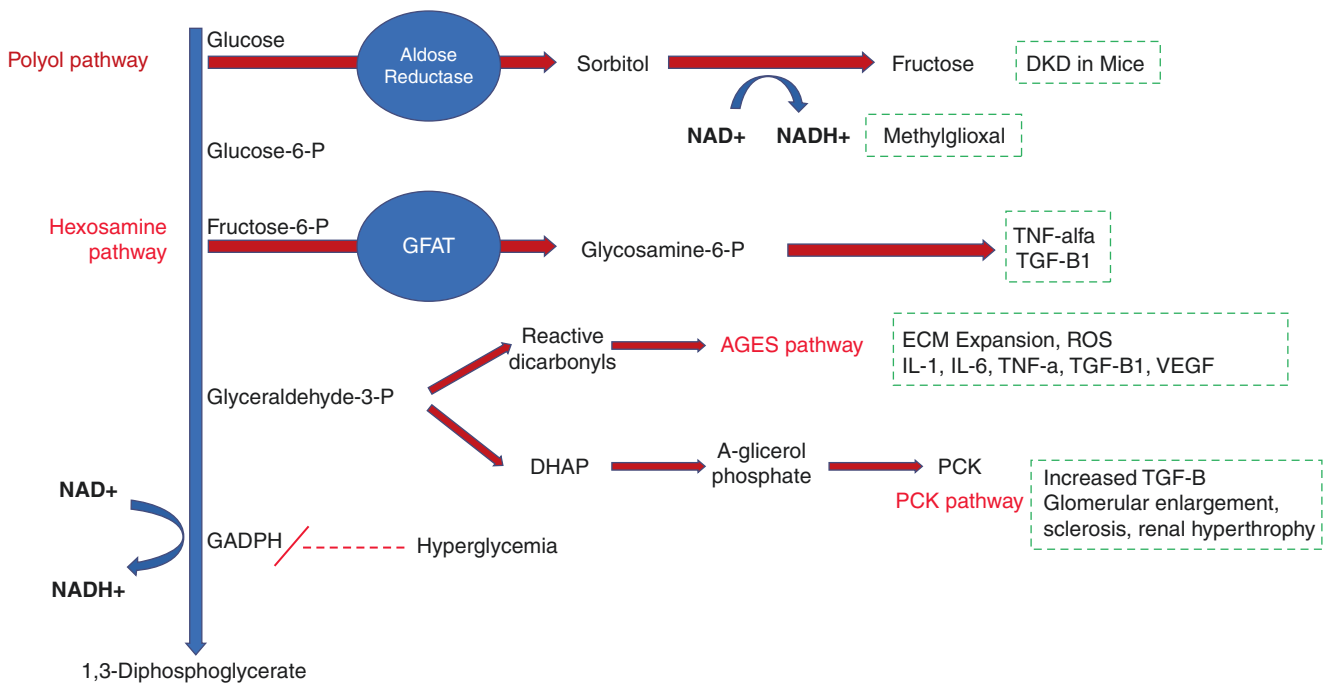 Polyol pathway
Glucose
Aldose
Reductase
Sorbitol
Fructose
DKD in Mice
NAD+
NADH+
Methylglioxal
Glucose-6-P
Hexosamine
pathway
Fructose-6-P
GFAT
Glycosamine-6-P
TNF-alfa
TGF-B1
Reactive
dicarbonyls
AGES pathway
ECM Expansion, ROS
IL-1, IL-6, TNF-a, TGF-B1, VEGF
Glyceraldehyde-3-P
DHAP
A-glicerol
phosphate
PCK
PCK pathway
Increased TGF-B
Glomerular enlargement,
sclerosis, renal hyperthrophy
NAD+
NADH+
GADPH
Hyperglycemia
1,3-Diphosphoglycerate